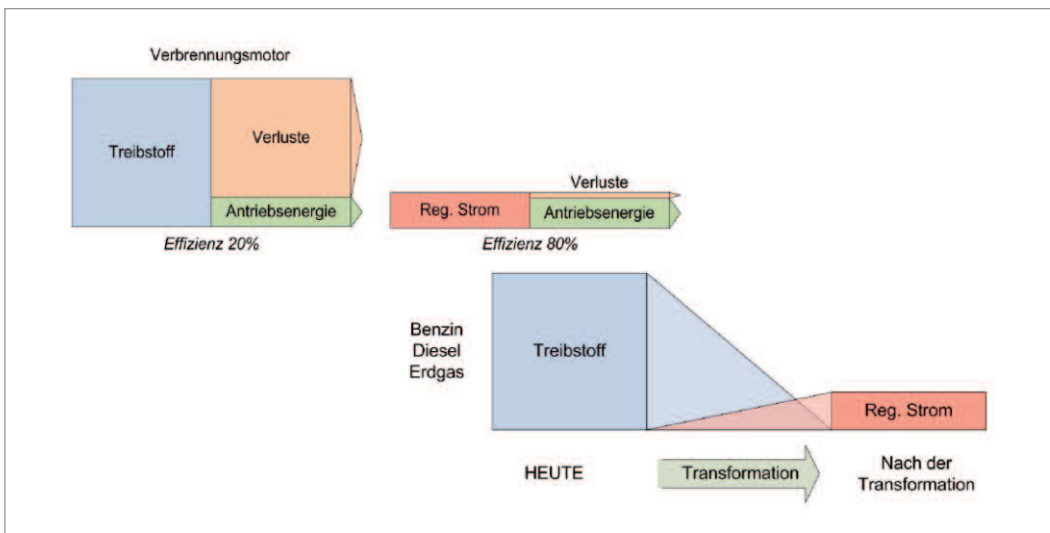 Verbrennungsmotor
Treibstoff
Verluste
Antriebsenergie
Effizienz 20%
Verluste
Reg. Strom
Antriebsenergie
Effizienz 80%
Benzin
Diesel
Erdgas
Treibstoff
Reg. Strom
HEUTE
Transformation
Nach der
Transformation